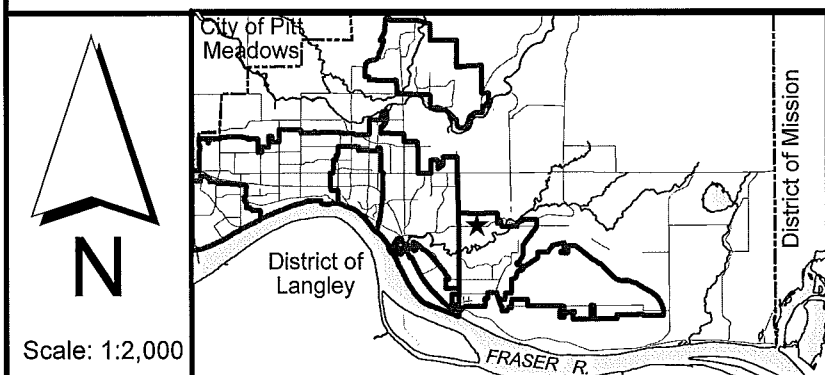 City of Pitt
Meadows
District of Mission
District of
Langley
N
Scale: 1:2,000
FRASER R.